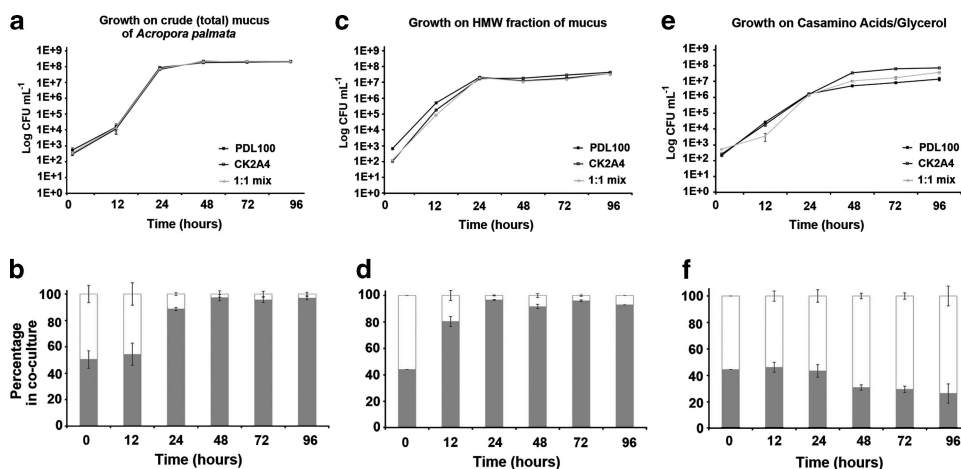 a
Growth on crude (total) mucus
of Acropora palmata
Log CFU mL-1
1E+9
1E+8
1E+7
1E+6
1E+5
1E+4
1E+3
1E+2
1E+1
1E+0
PDL100
CK2A4
1:1 mix
0 12 24 48 72 96
Time (hours)
c
Growth on HMW fraction of mucus
Log CFU mL-1
1E+9
1E+8
1E+7
1E+6
1E+5
1E+4
1E+3
1E+2
1E+1
1E+0
PDL100
CK2A4
1:1 mix
0 12 24 48 72 96
Time (hours)
e
Growth on Casamino Acids/Glycerol
Log CFU mL-1
1E+9
1E+8
1E+7
1E+6
1E+5
1E+4
1E+3
1E+2
1E+1
1E+0
PDL100
CK2A4
1:1 mix
0 12 24 48 72 96
Time (hours)
b
Percentage
in co-culture
100
80
60
40
20
0
0 12 24 48 72 96
Time (hours)
d
100
80
60
40
20
0
0 12 24 48 72 96
Time (hours)
f
100
80
60
40
20
0
0 12 24 48 72 96
Time (hours)